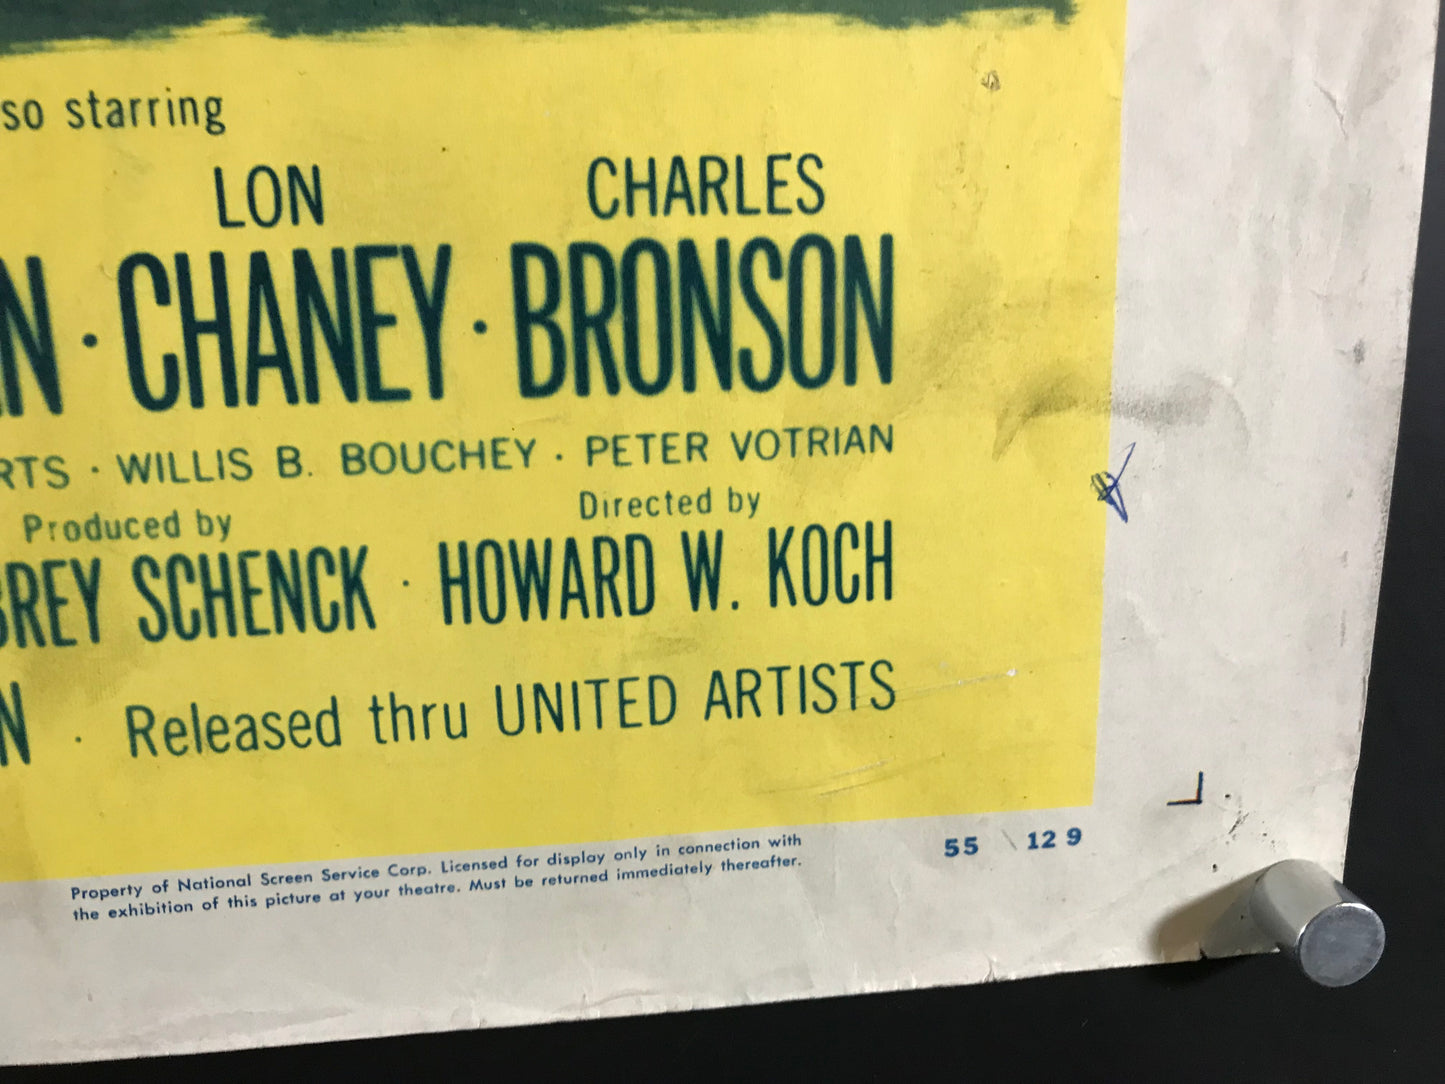 so starring
LON CHARLES
N · CHANEY · BRONSON
RTS · WILLIS B. BOUCHEY · PETER VOTRIAN
Produced by Directed by
BREY SCHENCK · HOWARD W. KOCH
N · Released thru UNITED ARTISTS
Property of National Screen Service Corp. Licensed for display only in connection with
the exhibition of this picture at your theatre. Must be returned immediately thereafter.
55 \ 129